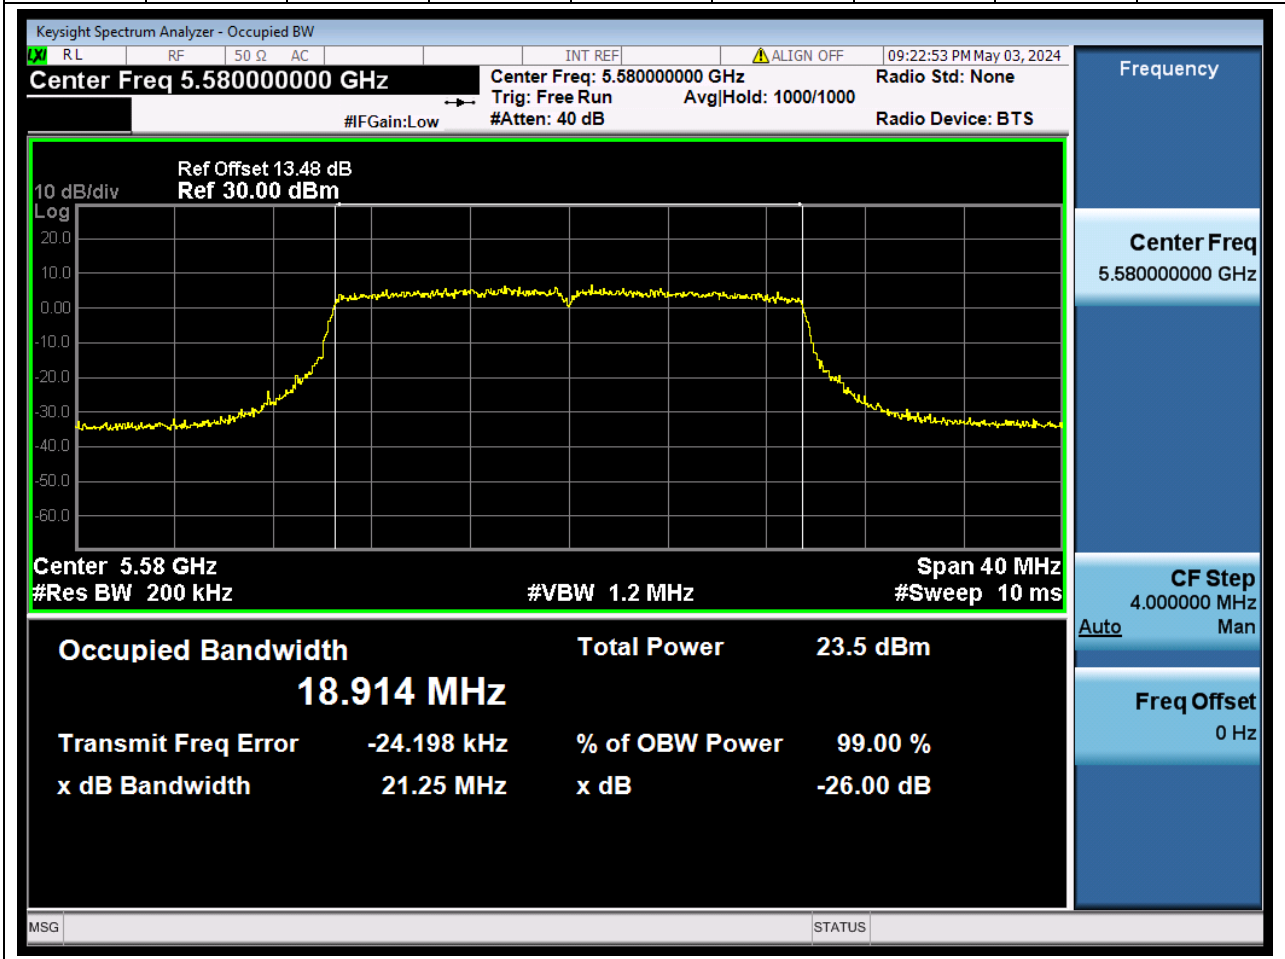 Keysight Spectrum Analyzer - Occupied BW
LXI RL RF 50 Ω AC INT REF ALIGN OFF 09:22:53 PM May 03, 2024
Center Freq 5.580000000 GHz
Center Freq: 5.580000000 GHz
Radio Std: None
Trig: Free Run Avg|Hold: 1000/1000
#IFGain:Low
#Atten: 40 dB
Radio Device: BTS
Ref Offset 13.48 dB
10 dB/div Ref 30.00 dBm
Log
20.0
10.0
0.00
-10.0
-20.0
-30.0
-40.0
-50.0
-60.0
Center 5.58 GHz Span 40 MHz
#Res BW 200 kHz #VBW 1.2 MHz #Sweep 10 ms
Occupied Bandwidth Total Power 23.5 dBm
18.914 MHz
Transmit Freq Error -24.198 kHz % of OBW Power 99.00 %
x dB Bandwidth 21.25 MHz x dB -26.00 dB
MSG STATUS
Frequency
Center Freq
5.580000000 GHz
CF Step
4.000000 MHz
Auto Man
Freq Offset
0 Hz